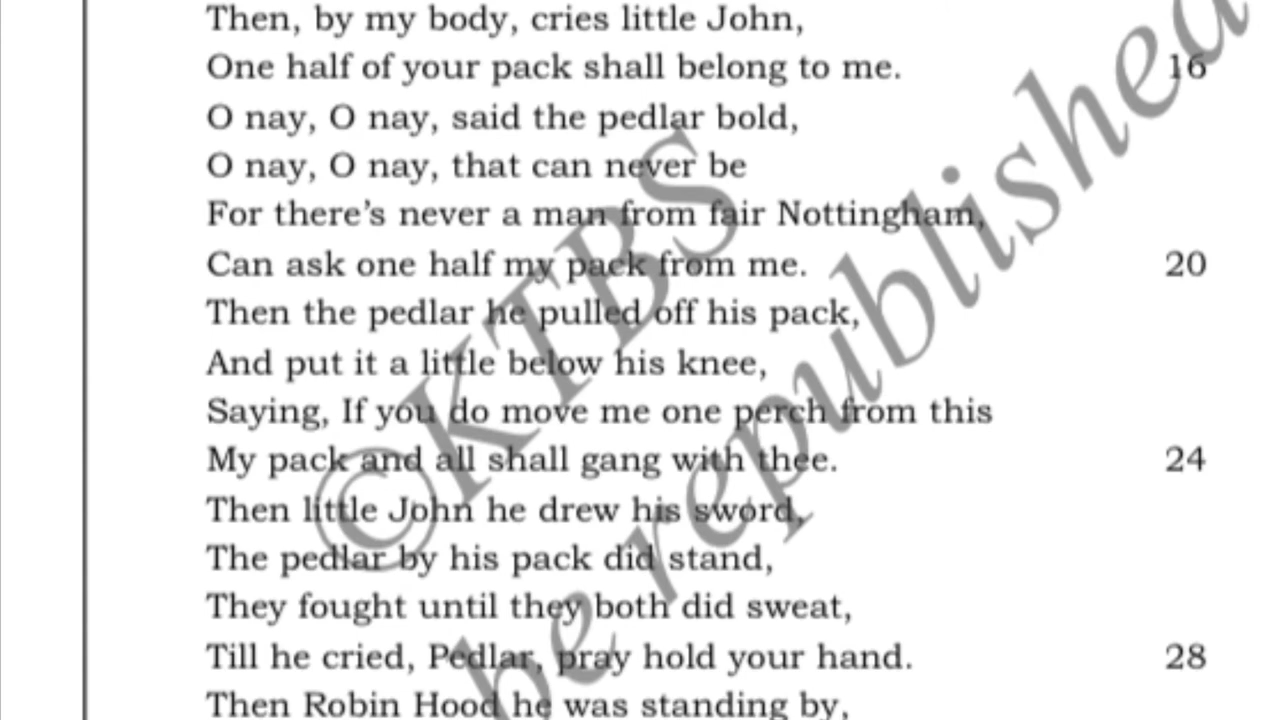 Then, by my body, cries little John,
One half of your pack shall belong to me. 16
O nay, O nay, said the pedlar bold,
O nay, O nay, that can never be
For there's never a man from fair Nottingham,
Can ask one half my pack from me. 20
Then the pedlar he pulled off his pack,
And put it a little below his knee,
Saying, If you do move me one perch from this
My pack and all shall gang with thee. 24
Then little John he drew his sword,
The pedlar by his pack did stand,
They fought until they both did sweat,
Till he cried, Pedlar, pray hold your hand. 28
Then Robin Hood he was standing by,
©KTBS
be republished